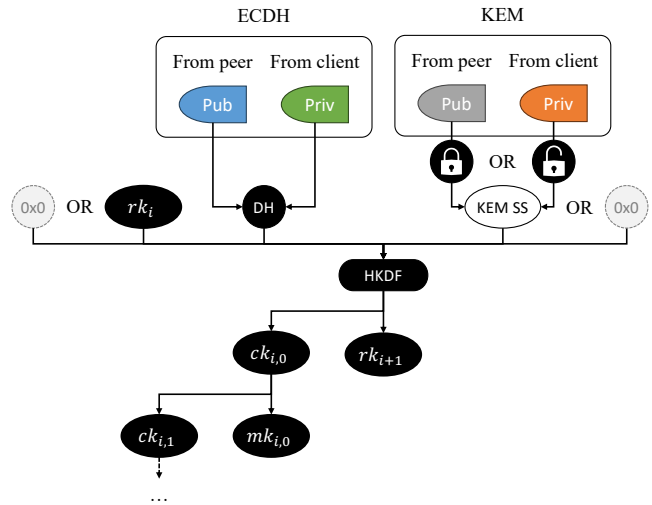 ECDH
KEM
From peer
From client
From peer
From client
Pub
Priv
Pub
Priv
OR
0x0
OR
rk_i
DH
KEM SS
OR
0x0
HKDF
ck_{i,0}
rk_{i+1}
ck_{i,1}
mk_{i,0}
...